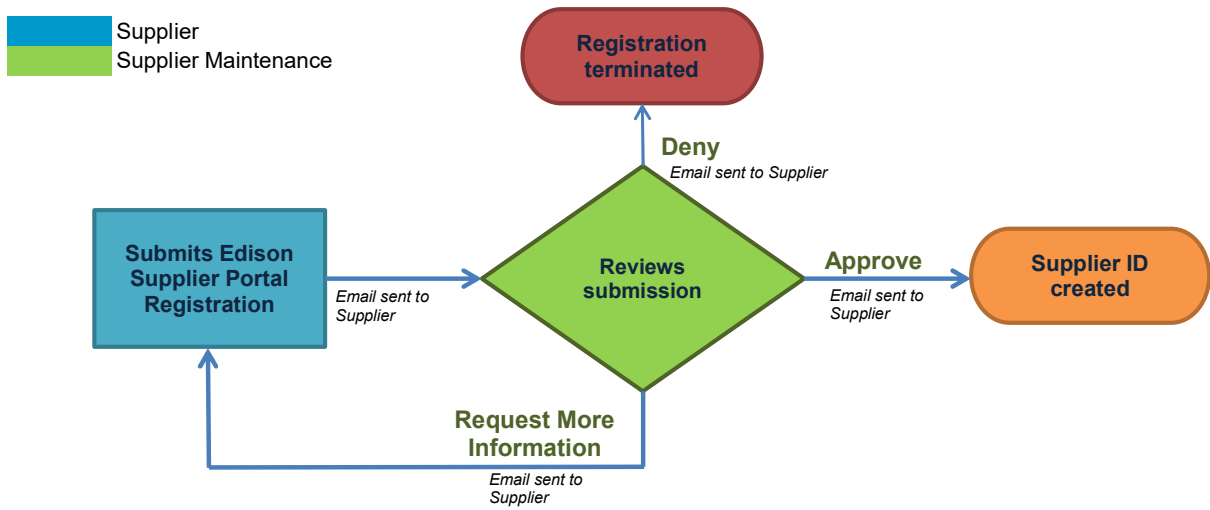 Supplier
Supplier Maintenance
Registration
terminated
Deny
Email sent to Supplier
Submits Edison
Supplier Portal
Registration
Email sent to
Supplier
Reviews
submission
Approve
Email sent to
Supplier
Supplier ID
created
Request More
Information
Email sent to
Supplier